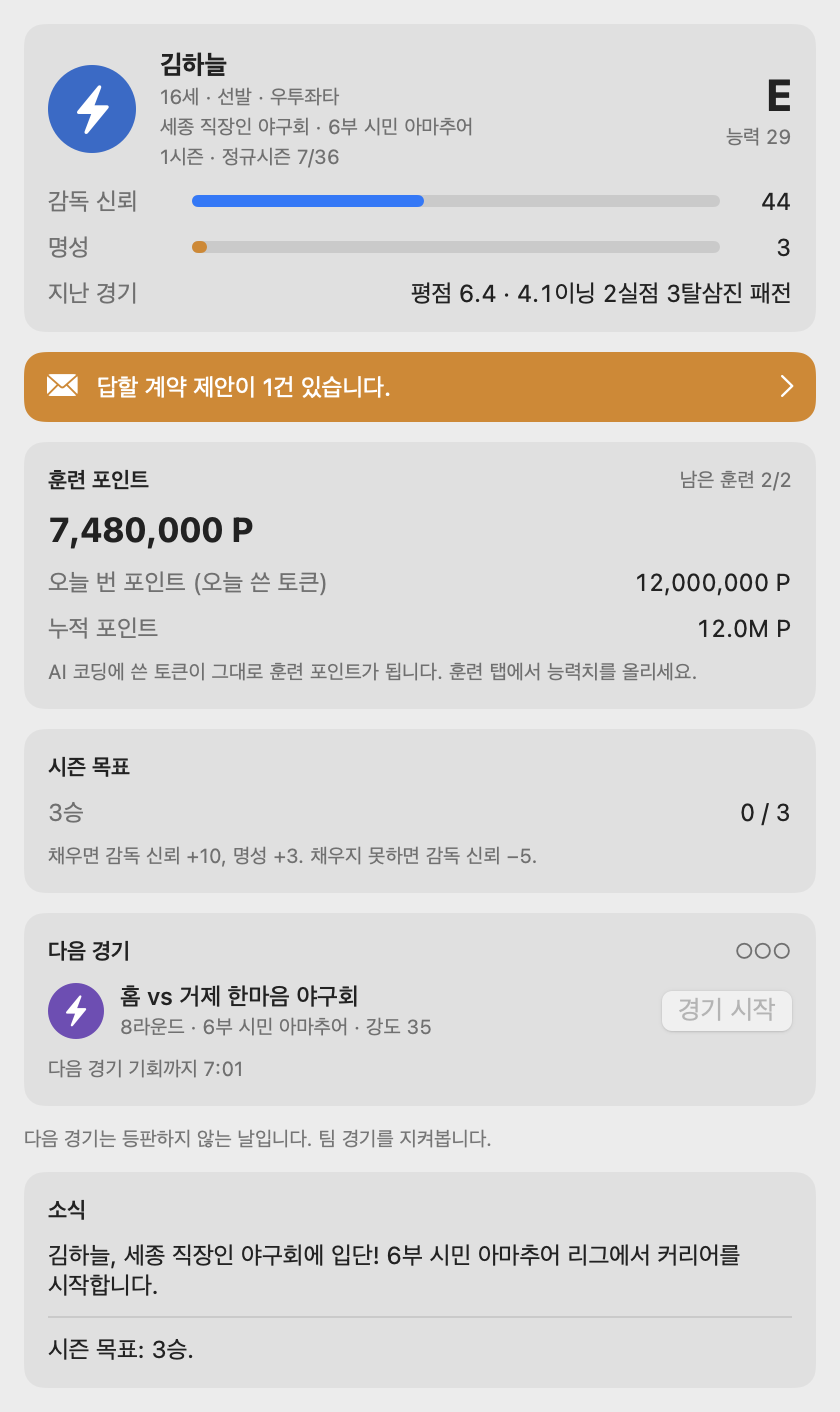 김하늘
16세 · 선발 · 우투좌타
세종 직장인 야구회 · 6부 시민 아마추어
1시즌 · 정규시즌 7/36
E
능력 29
감독 신뢰 44
명성 3
지난 경기 평점 6.4 · 4.1이닝 2실점 3탈삼진 패전
답할 계약 제안이 1건 있습니다.
훈련 포인트 남은 훈련 2/2
7,480,000 P
오늘 번 포인트 (오늘 쓴 토큰) 12,000,000 P
누적 포인트 12.0M P
AI 코딩에 쓴 토큰이 그대로 훈련 포인트가 됩니다. 훈련 탭에서 능력치를 올리세요.
시즌 목표
3승 0 / 3
채우면 감독 신뢰 +10, 명성 +3. 채우지 못하면 감독 신뢰 −5.
다음 경기
홈 vs 거제 한마음 야구회
8라운드 · 6부 시민 아마추어 · 강도 35
경기 시작
다음 경기 기회까지 7:01
다음 경기는 등판하지 않는 날입니다. 팀 경기를 지켜봅니다.
소식
김하늘, 세종 직장인 야구회에 입단! 6부 시민 아마추어 리그에서 커리어를
시작합니다.
시즌 목표: 3승.